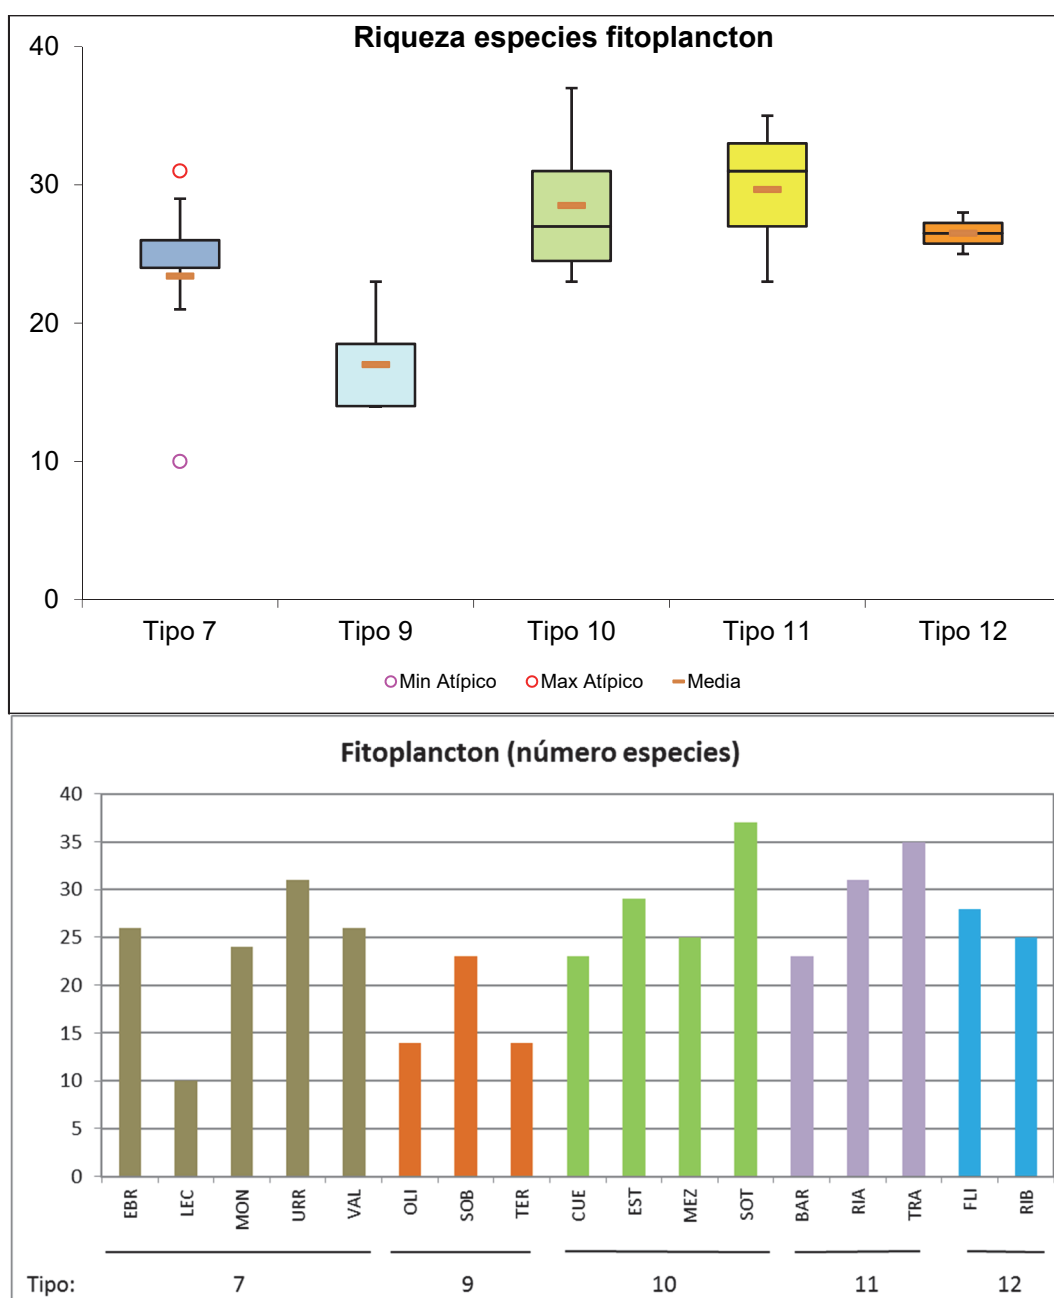 Riqueza especies fitoplancton
40
30
20
10
0
Tipo 7 Tipo 9 Tipo 10 Tipo 11 Tipo 12
Min Atípico Max Atípico Media
Fitoplancton (número especies)
40
35
30
25
20
15
10
5
0
EBR LEC MON URR VAL OLI SOB TER CUE EST MEZ SOT BAR RIA TRA FLI RIB
Tipo: 7 9 10 11 12